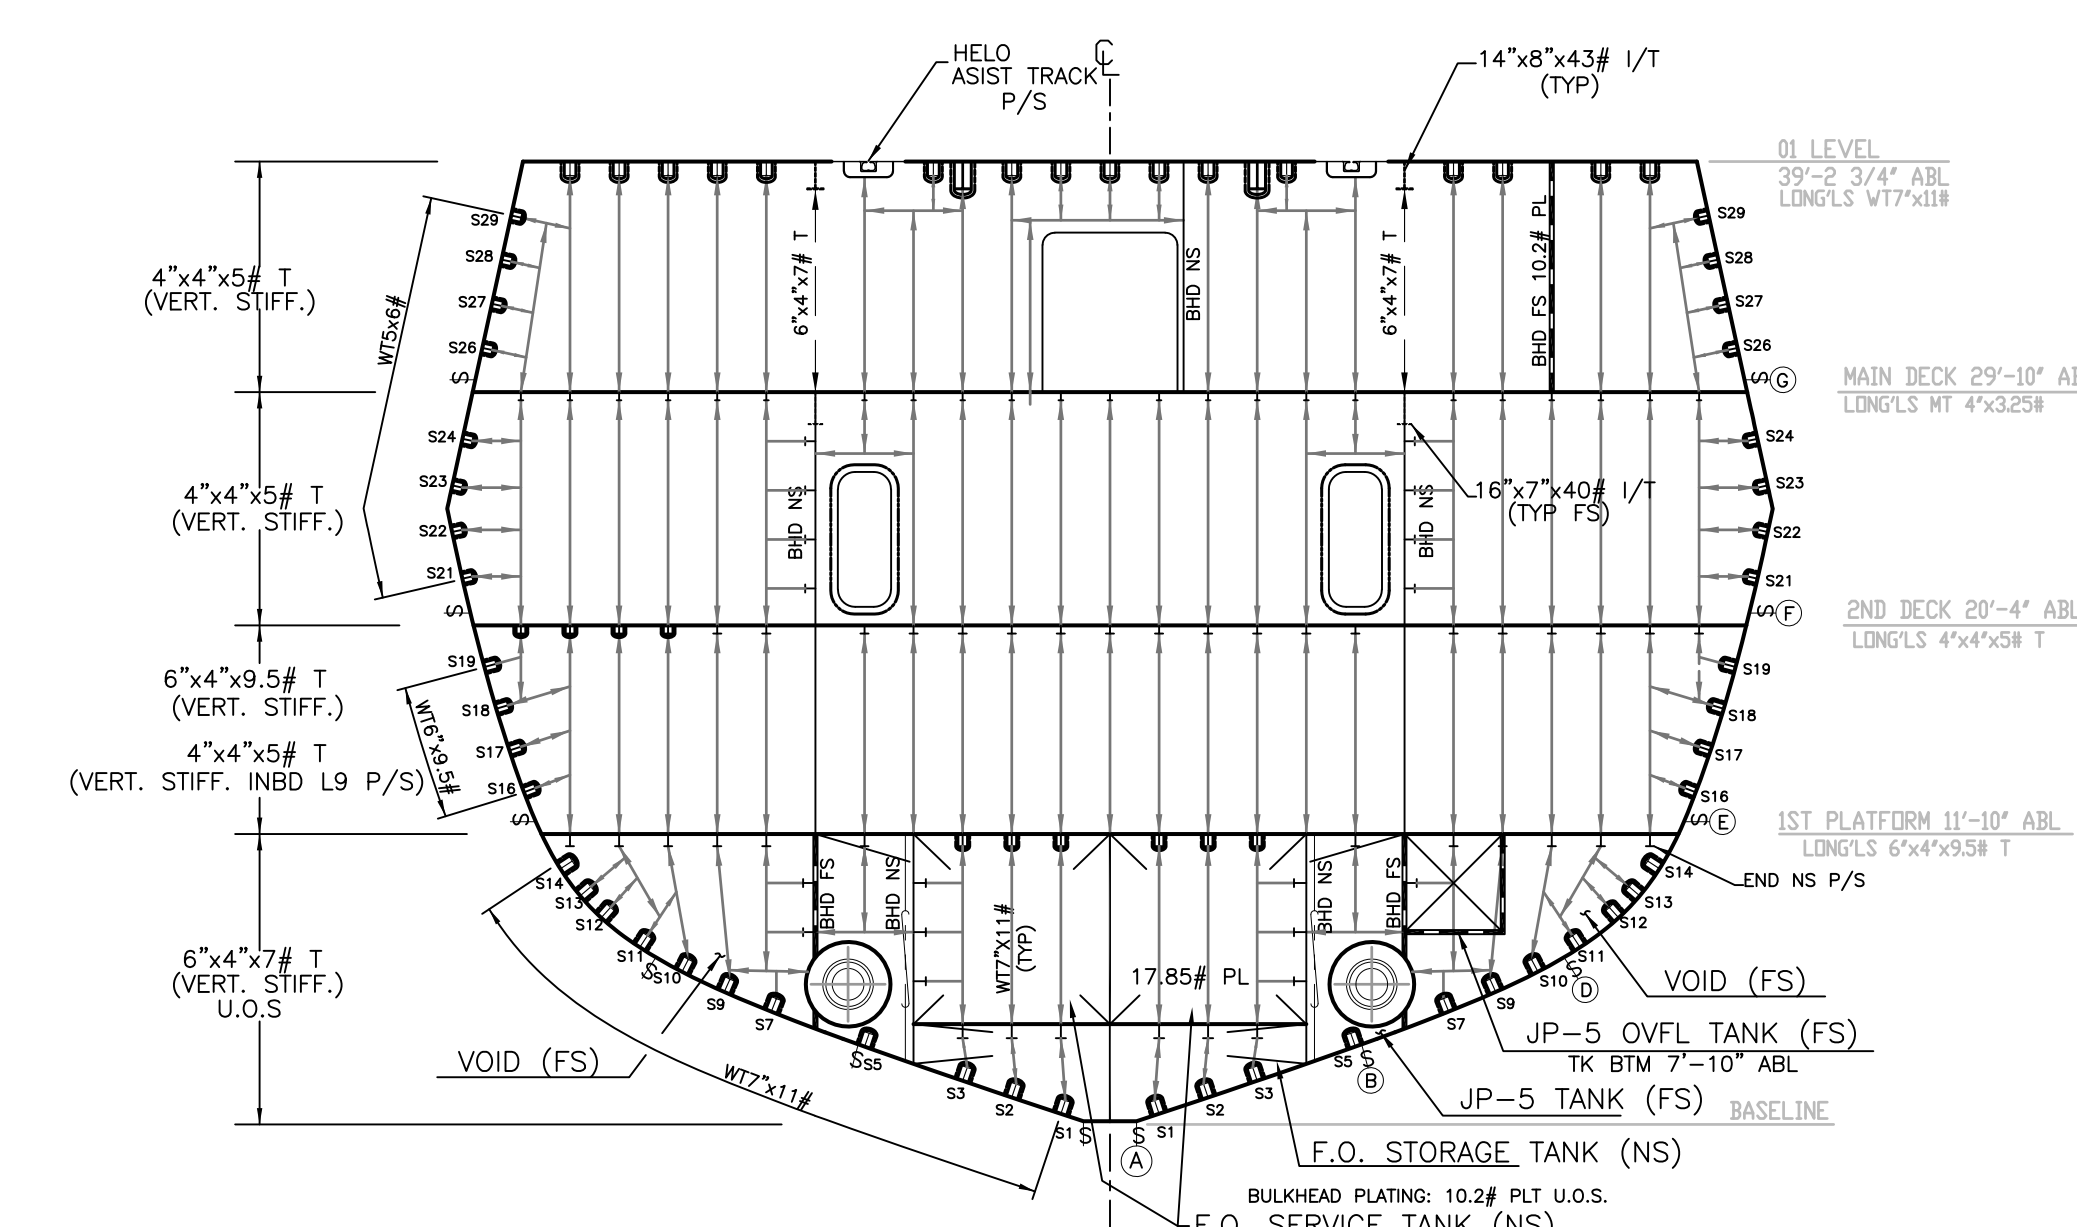 HELO
ASIST TRACK
P/S
CL
14"x8"x43# I/T
(TYP)
01 LEVEL
39'-2 3/4" ABL
LONG'LS WT7"x11#
S29
S28
S27
S26
S
4"x4"x5# T
(VERT. STIFF.)
WT5x6#
6"x4"x7# T
BHD NS
6"x4"x7# T
BHD FS 10.2# PL
S29
S28
S27
S26
S
G
MAIN DECK 29'-10"
LONG'LS MT 4"x3.25#
S24
S23
S22
S21
S
4"x4"x5# T
(VERT. STIFF.)
BHD NS
BHD NS
16"x7"x40# I/T
(TYP FS)
S24
S23
S22
S21
S
F
2ND DECK 20'-4" ABL
LONG'LS 4"x4"x5# T
S19
S18
S17
S16
S
6"x4"x9.5# T
(VERT. STIFF.)
4"x4"x5# T
(VERT. STIFF. INBD L9 P/S)
WT6"x9.5#
S19
S18
S17
S16
S
E
1ST PLATFORM 11'-10" ABL
LONG'LS 6"x4"x9.5# T
END NS P/S
S14
S13
S12
S11
S
S10
S9
S7
S
S5
S3
S2
S1
S
6"x4"x7# T
(VERT. STIFF.)
U.O.S
BHD FS
BHD NS
WT7"X11#
(TYP)
17.85# PL
BHD NS
BHD FS
S14
S13
S12
S11
S10
S
D
S9
S7
S5
S
B
S3
S2
S1
S
A
VOID (FS)
VOID (FS)
WT7"x11#
JP-5 OVFL TANK (FS)
TK BTM 7'-10" ABL
JP-5 TANK (FS)
BASELINE
F.O. STORAGE TANK (NS)
BULKHEAD PLATING: 10.2# PLT U.O.S.
F.O. SERVICE TANK (NS)